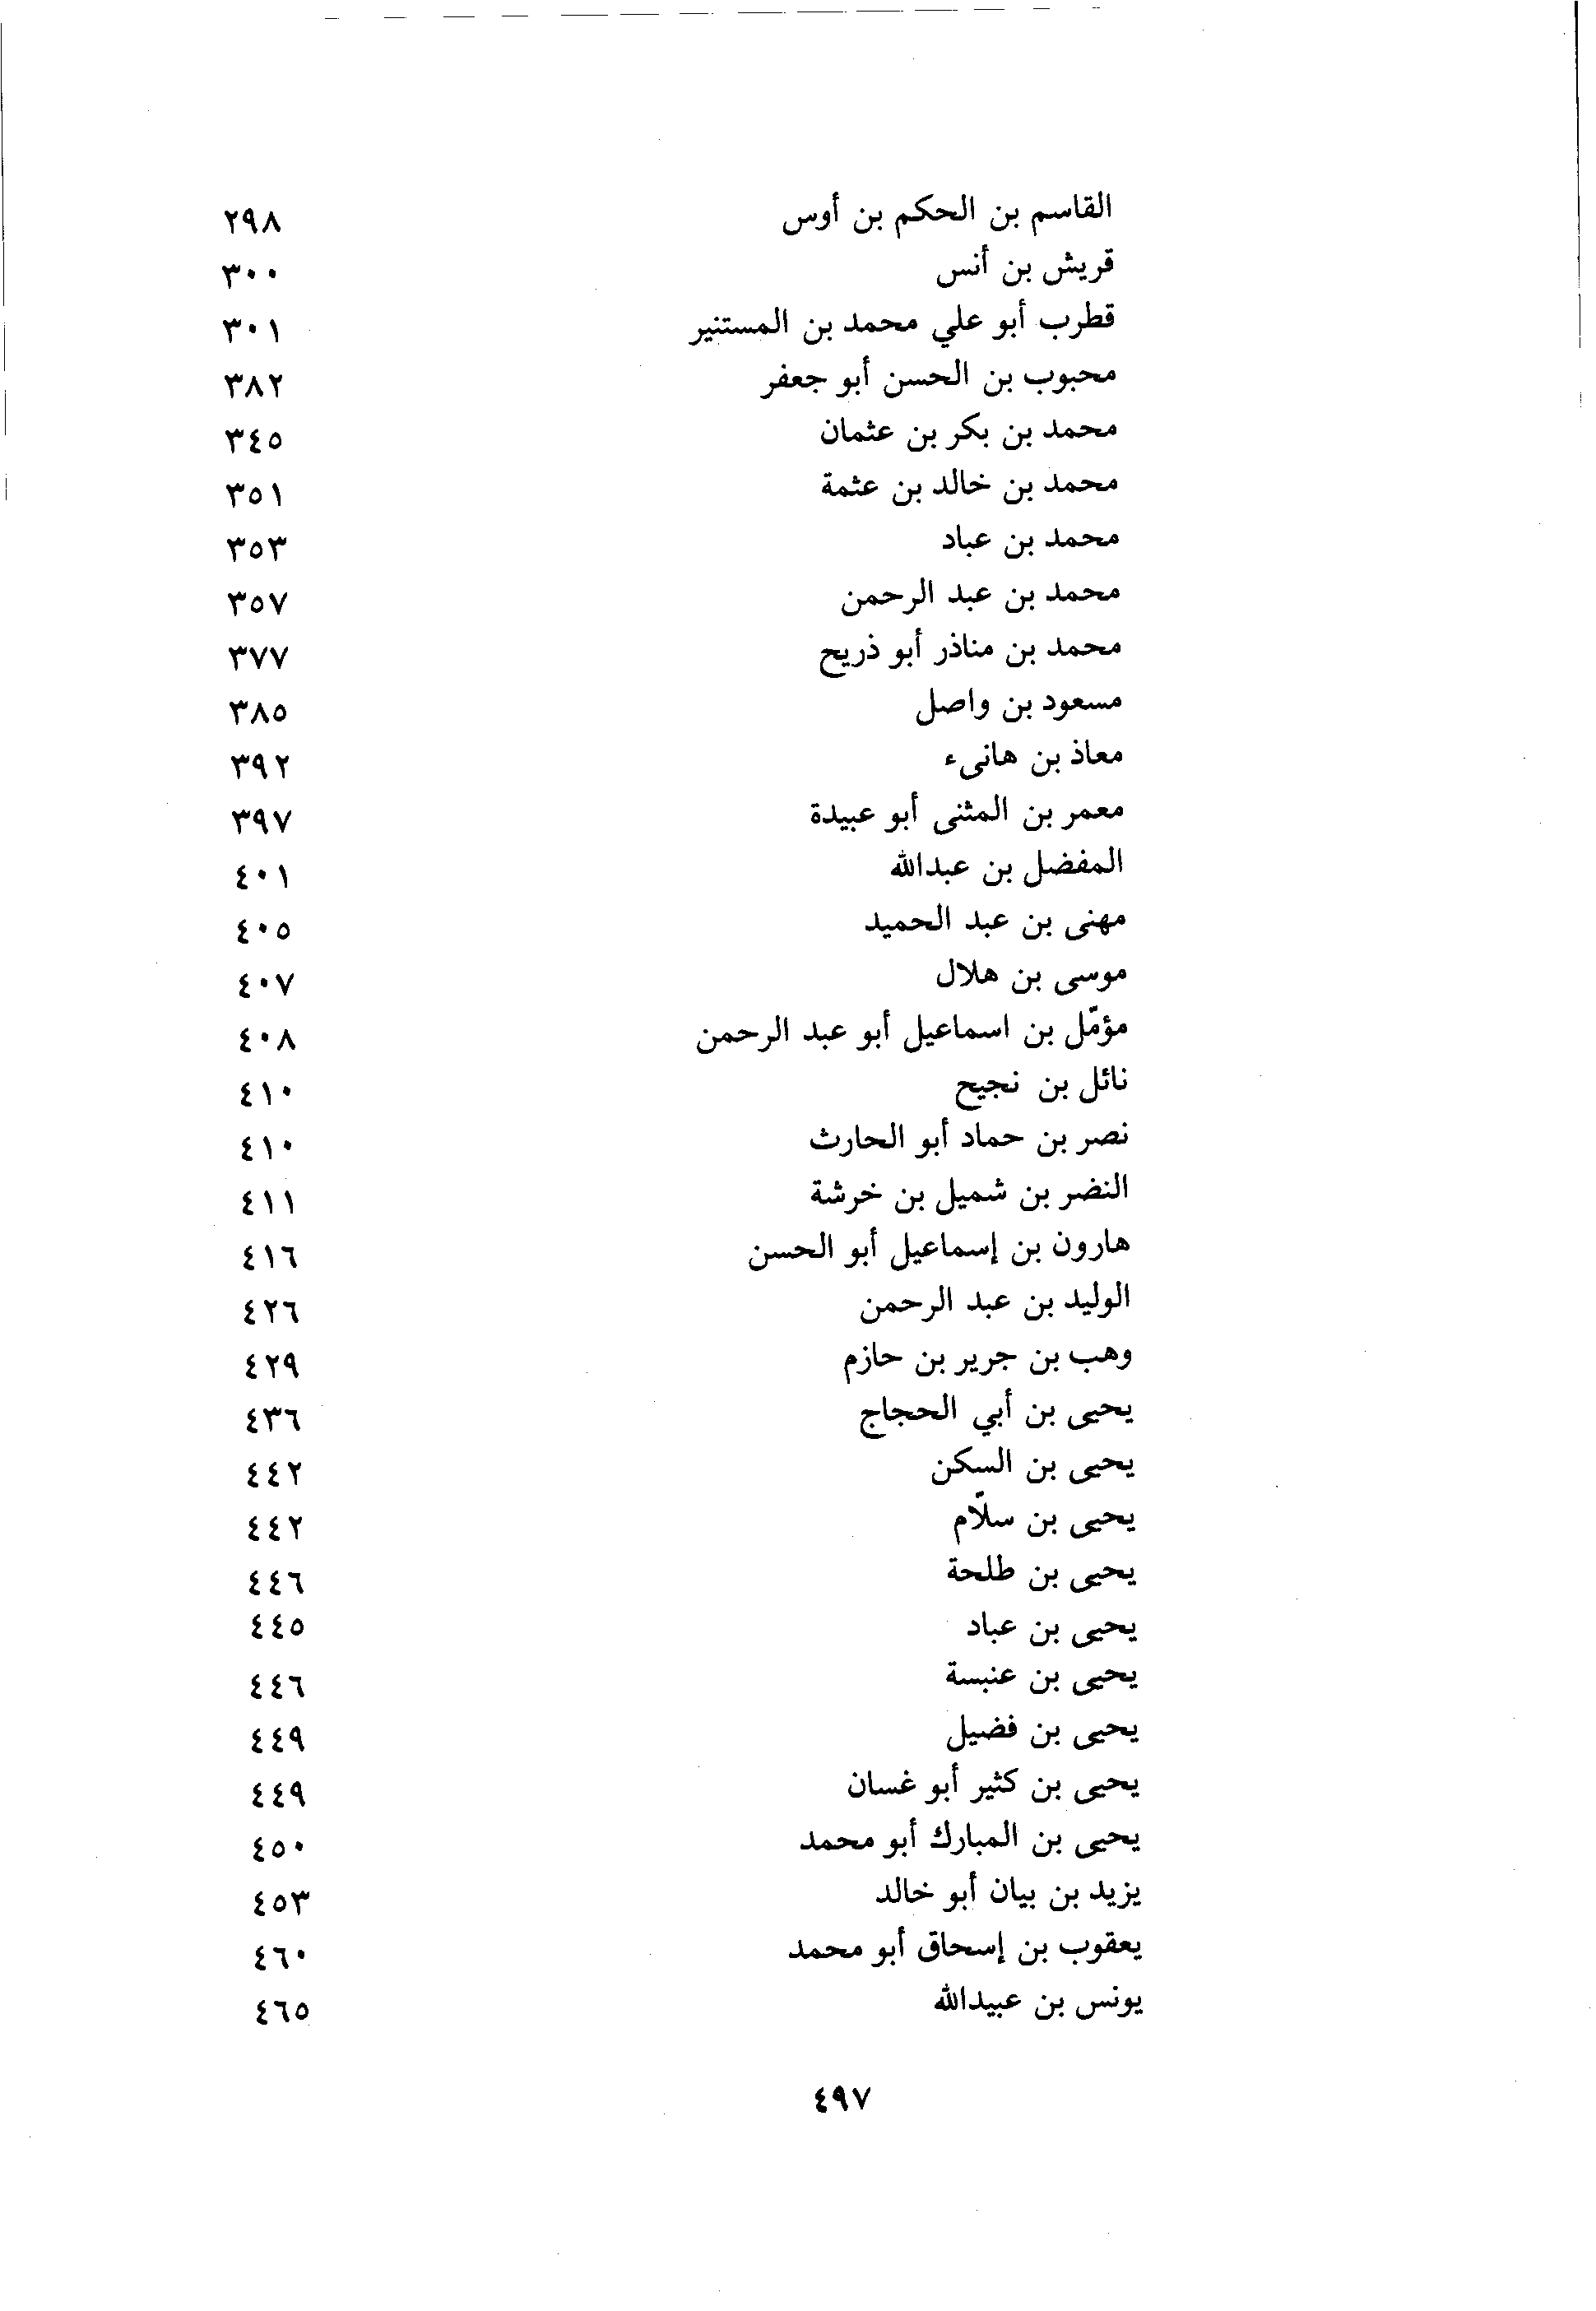 القاسم بن الحكم بن أوس ٢٩٨
قريش بن أنس ٣٠٠
قطرب أبو علي محمد بن المستنير ٣٠١
محبوب بن الحسن أبو جعفر ٣٨٢
محمد بن بكر بن عثمان ٣٤٥
محمد بن خالد بن عثمة ٣٥١
محمد بن عباد ٣٥٣
محمد بن عبد الرحمن ٣٥٧
محمد بن مناذر أبو ذريح ٣٧٧
مسعود بن واصل ٣٨٥
معاذ بن هانىء ٣٩٢
معمر بن المثنى أبو عبيدة ٣٩٧
المفضل بن عبدالله ٤٠١
مهنى بن عبد الحميد ٤٠٥
موسى بن هلال ٤٠٧
مؤمّل بن اسماعيل أبو عبد الرحمن ٤٠٨
نائل بن نجيح ٤١٠
نصر بن حماد أبو الحارث ٤١٠
النضر بن شميل بن خرشة ٤١١
هارون بن إسماعيل أبو الحسن ٤١٦
الوليد بن عبد الرحمن ٤٢٦
وهب بن جرير بن حازم ٤٢٩
يحيى بن أبي الحجاج ٤٣٦
يحيى بن السكن ٤٤٢
يحيى بن سلّام ٤٤٢
يحيى بن طلحة ٤٤٦
يحيى بن عباد ٤٤٥
يحيى بن عنبسة ٤٤٦
يحيى بن فضيل ٤٤٩
يحيى بن كثير أبو غسان ٤٤٩
يحيى بن المبارك أبو محمد ٤٥٠
يزيد بن بيان أبو خالد ٤٥٣
يعقوب بن إسحاق أبو محمد ٤٦٠
يونس بن عبيدالله ٤٦٥
٤٩٧